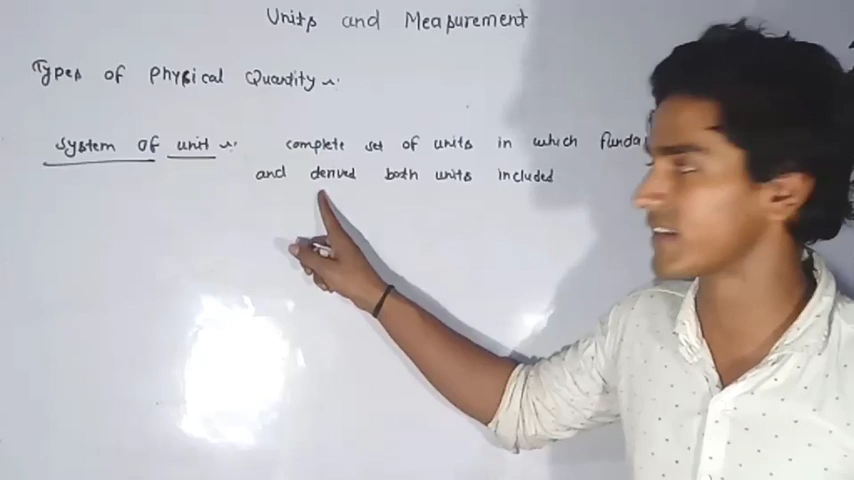 Units and Measurement
Types of Physical Quantity :
System of unit : complete set of units in which funda
and derived both units included